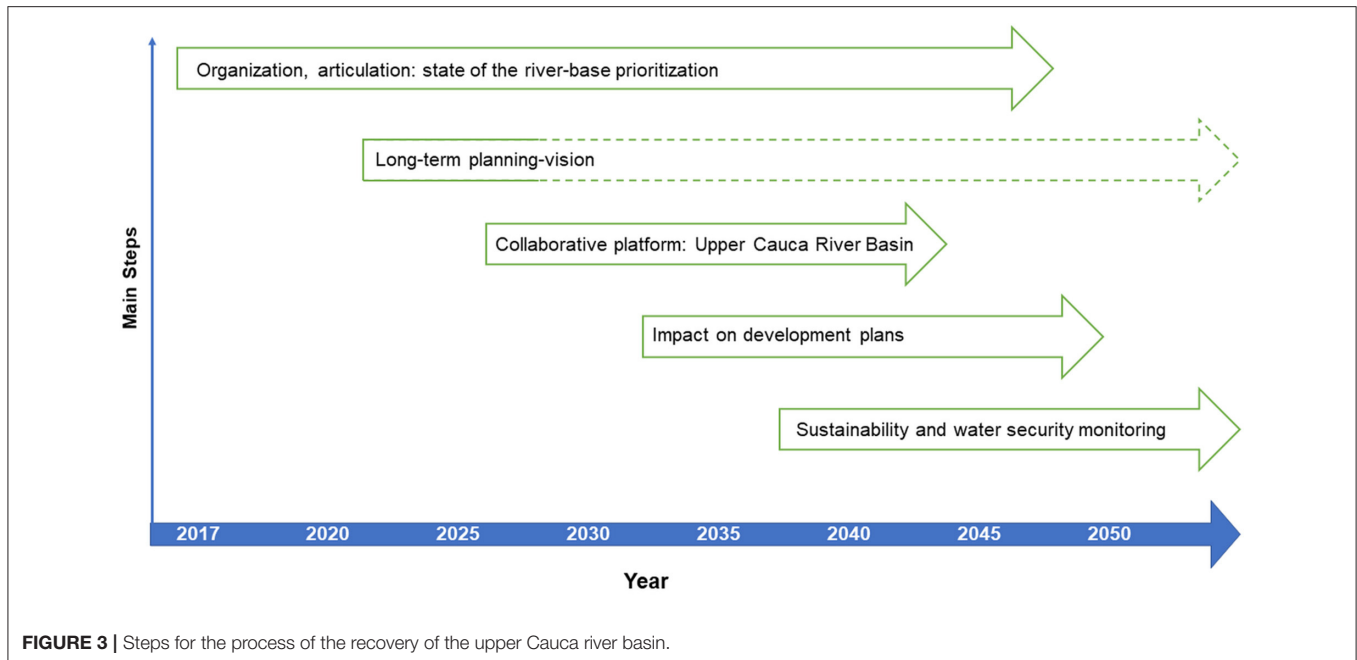 Organization, articulation: state of the river-base prioritization
Long-term planning-vision
Collaborative platform: Upper Cauca River Basin
Impact on development plans
Sustainability and water security monitoring
Main Steps
2017 2020 2025 2030 2035 2040 2045 2050
Year
FIGURE 3 | Steps for the process of the recovery of the upper Cauca river basin.